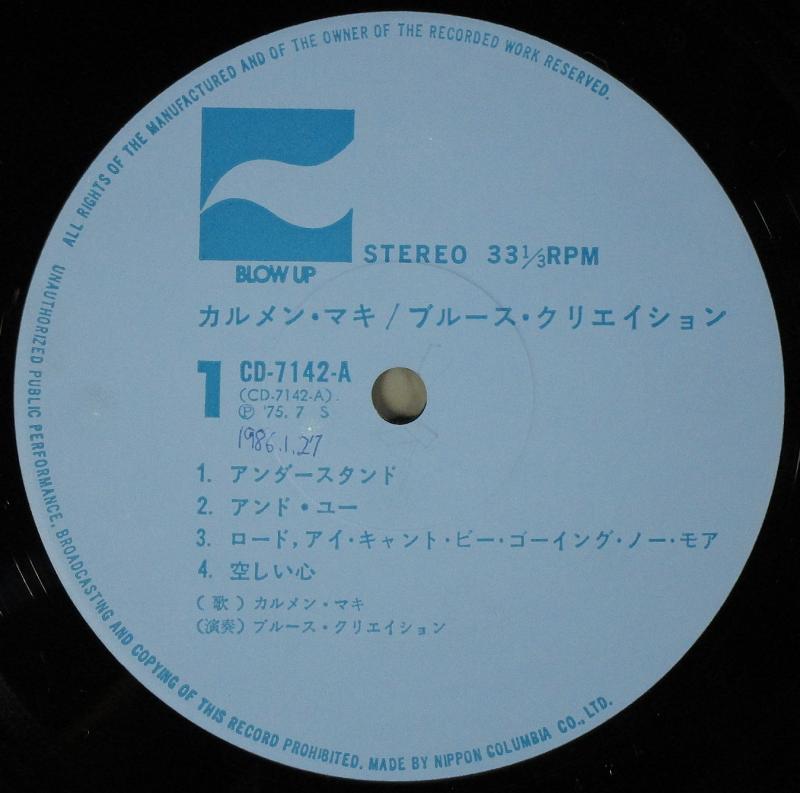 ALL RIGHTS OF THE MANUFACTURED AND OF THE OWNER OF THE RECORDED WORK RESERVED.
BLOW UP
STEREO 33 1/3 RPM
カルメン・マキ/ブルース・クリエイション
1
CD-7142-A
(CD-7142-A).
Ⓟ '75.7 S
1986.1.27
1. アンダースタンド
2. アンド・ユー
3. ロード,アイ・キャント・ビー・ゴーイング・ノー・モア
4. 空しい心
(歌)カルメン・マキ
(演奏)ブルース・クリエイション
UNAUTHORIZED PUBLIC PERFORMANCE, BROADCASTING AND COPYING OF THIS RECORD PROHIBITED. MADE BY NIPPON COLUMBIA CO., LTD.